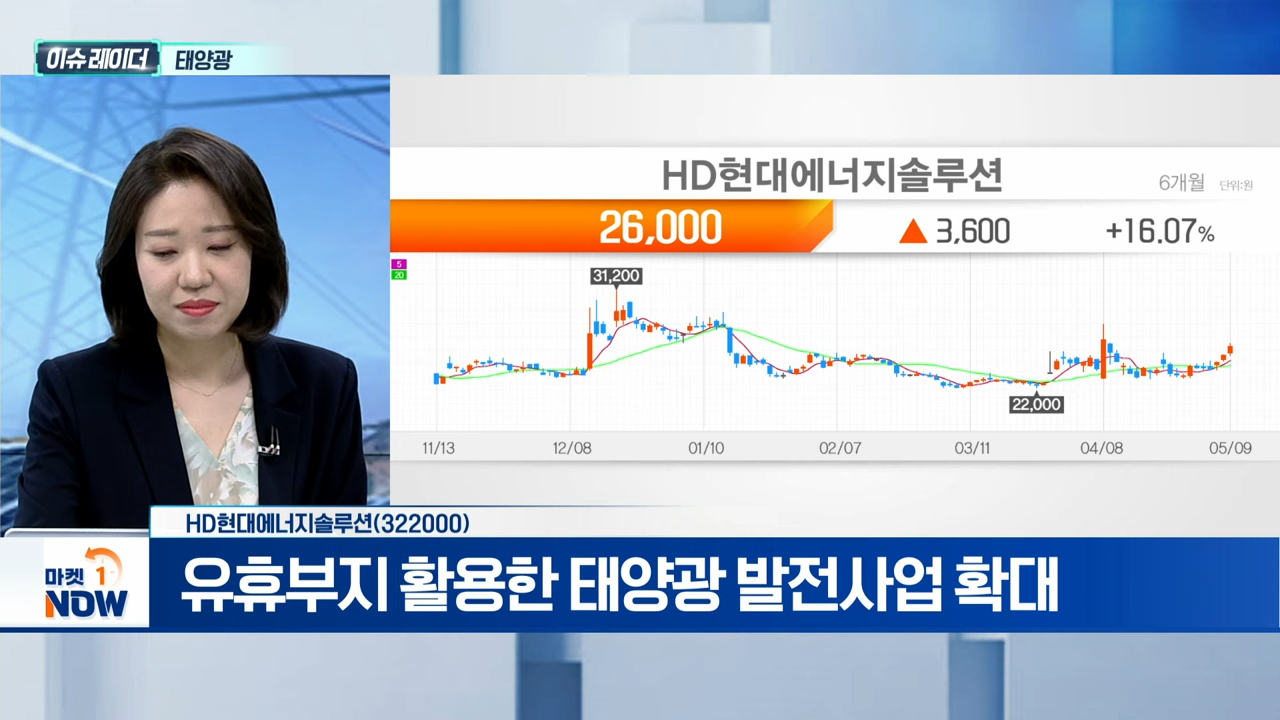 이슈레이더 태양광
HD현대에너지솔루션
6개월 단위:원
26,000 ▲ 3,600 +16.07%
5
20
31,200
22,000
11/13 12/08 01/10 02/07 03/11 04/08 05/09
HD현대에너지솔루션(322000)
마켓 1
NOW
유휴부지 활용한 태양광 발전사업 확대